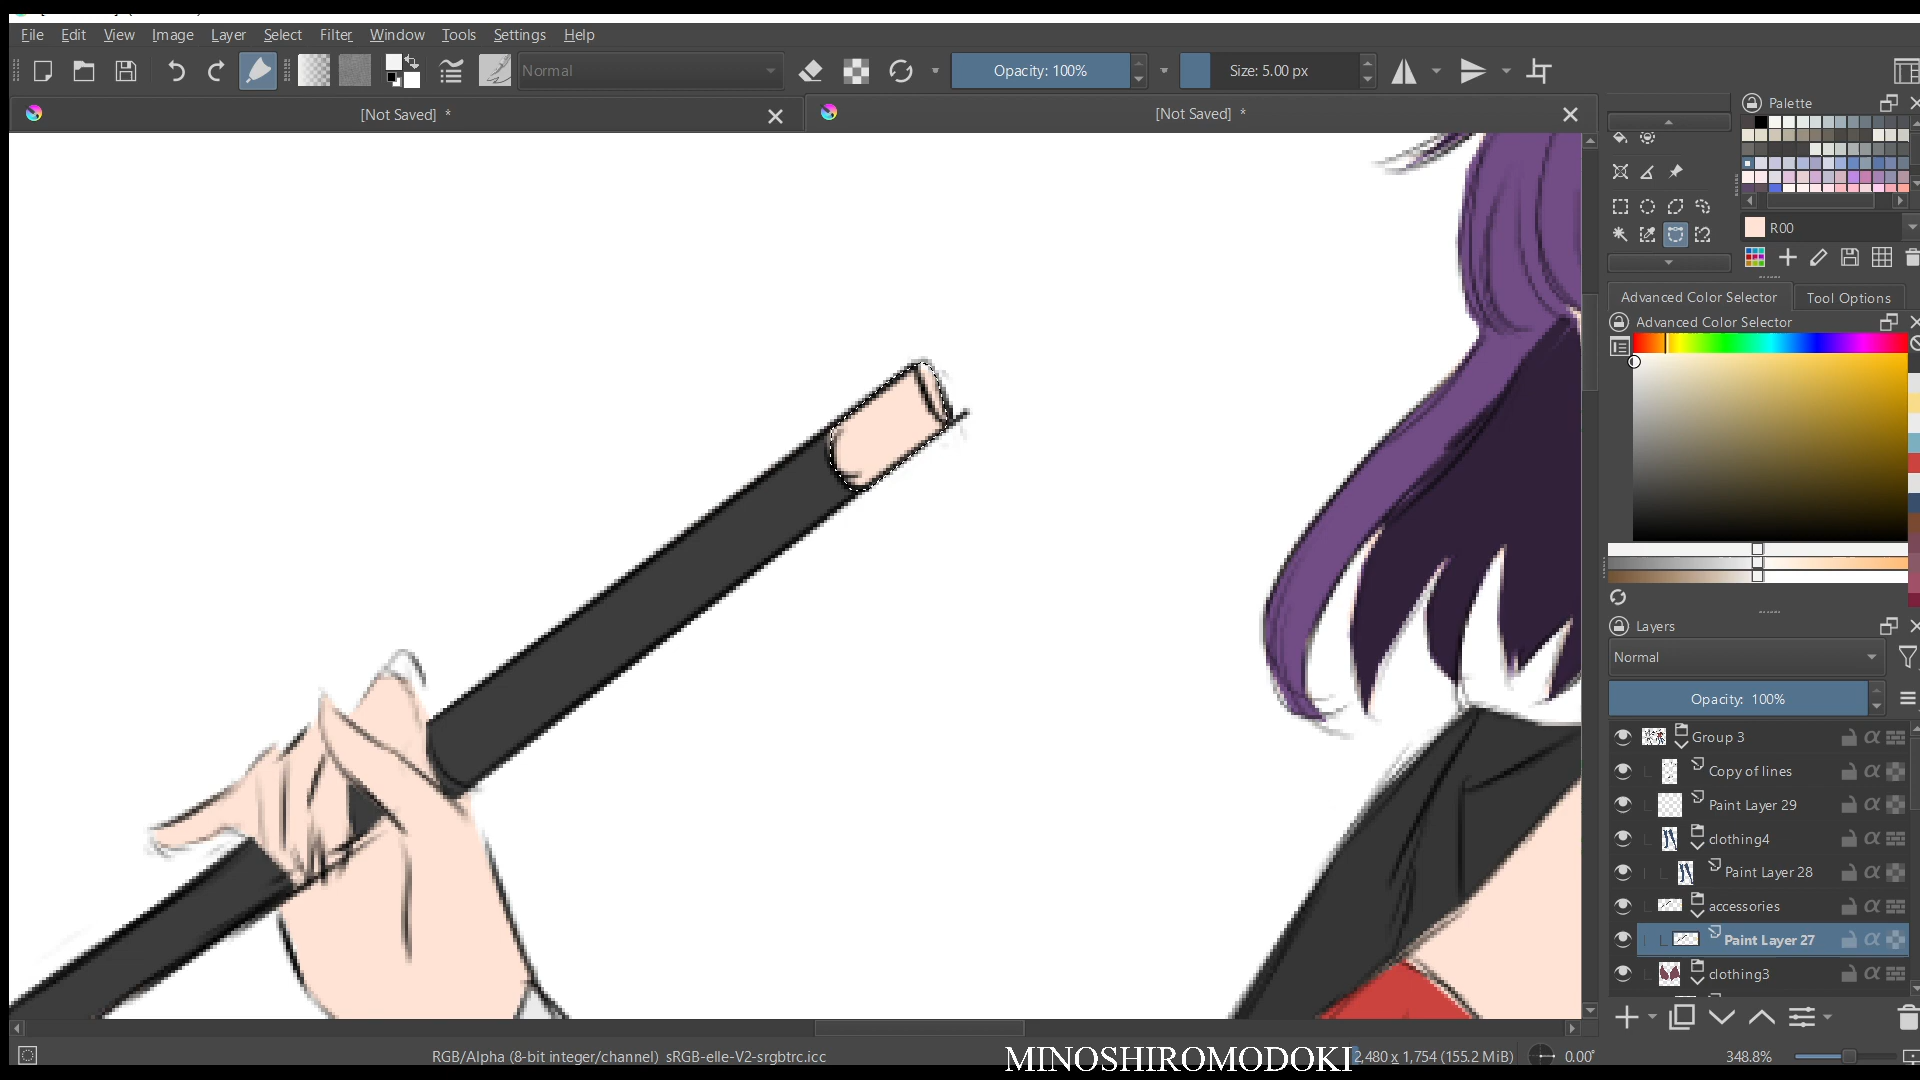 File Edit View Image Layer Select Filter Tools Window Settings Help
Normal
Opacity: 100%
Size: 5.00 px
[Not Saved] *
[Not Saved] *
Palette
R00
Advanced Color Selector
Tool Options
Advanced Color Selector
Layers
Normal
Opacity: 100%
Group 3
Copy of lines
Paint Layer 29
clothing4
Paint Layer 28
accessories
Paint Layer 27
clothing3
RGB/Alpha (8-bit integer/channel) sRGB-elle-V2-srgbtrc.icc
MINOSHIROMODOKI
2,480 x 1,754 (155.2 MiB)
0.00°
348.8%